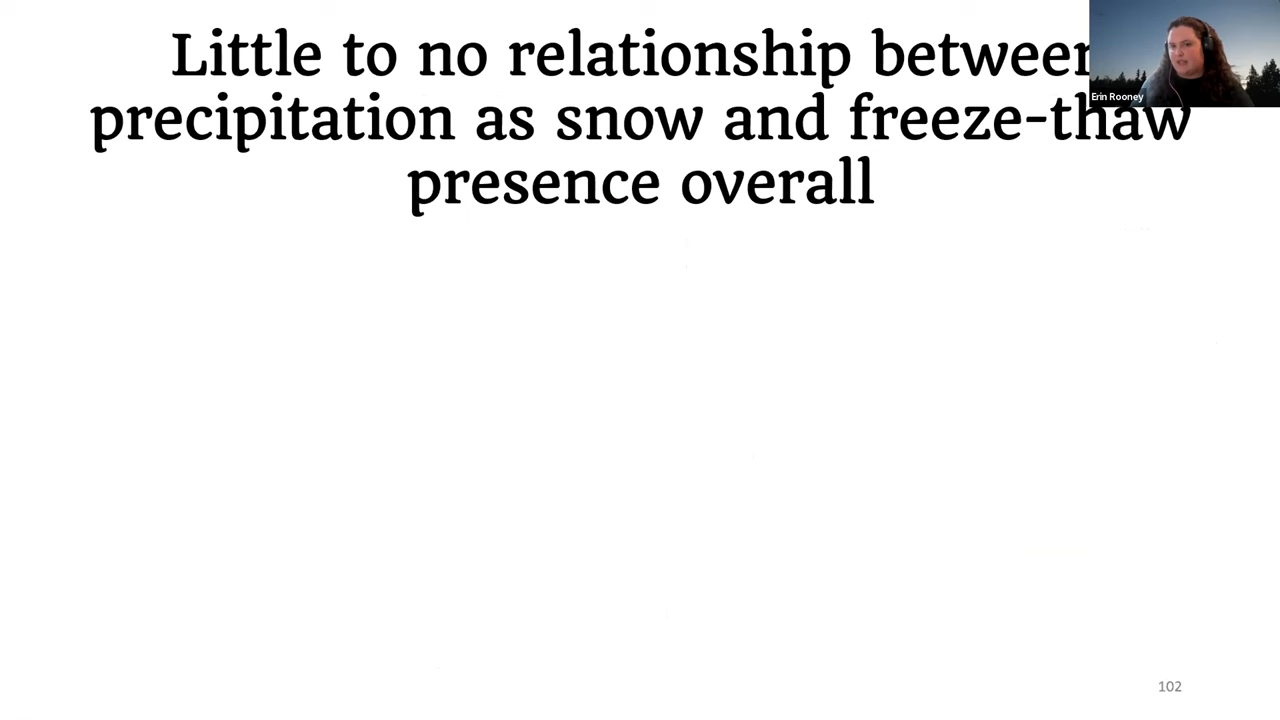 Little to no relationship between
precipitation as snow and freeze-thaw
presence overall
Erin Rooney
102